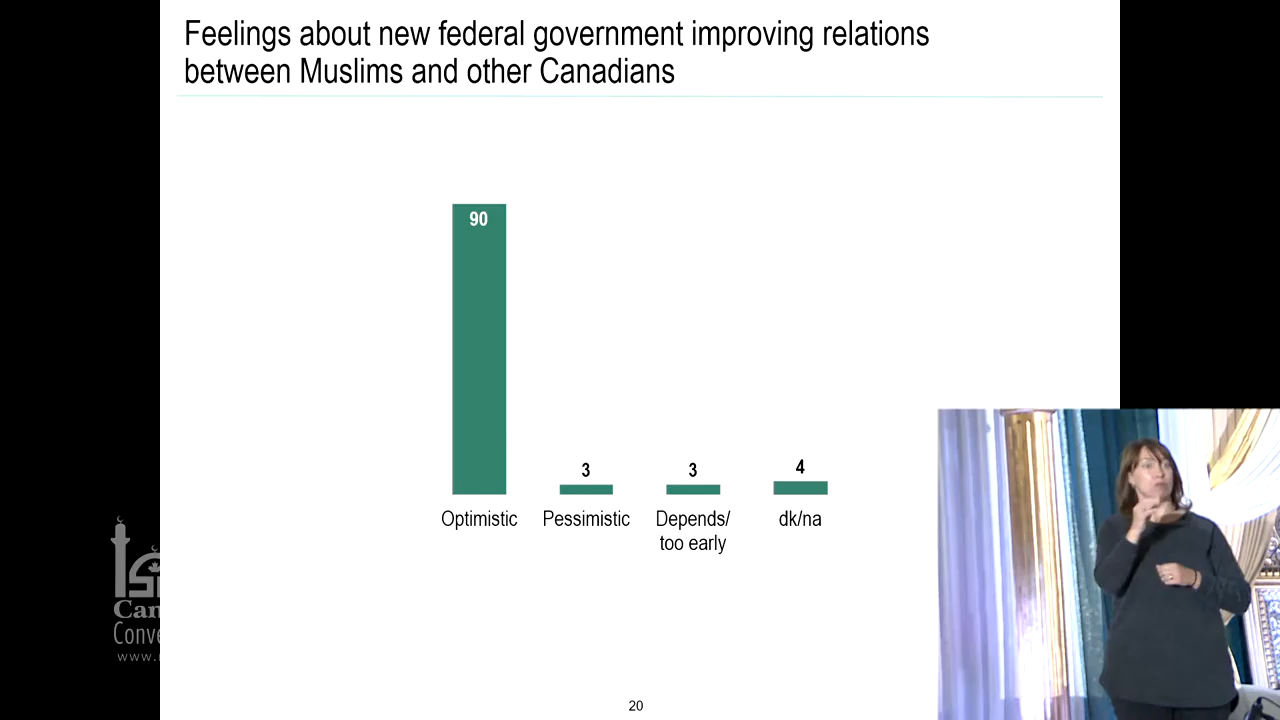 Feelings about new federal government improving relations
between Muslims and other Canadians
90
3
3
4
Optimistic
Pessimistic
Depends/
too early
dk/na
20